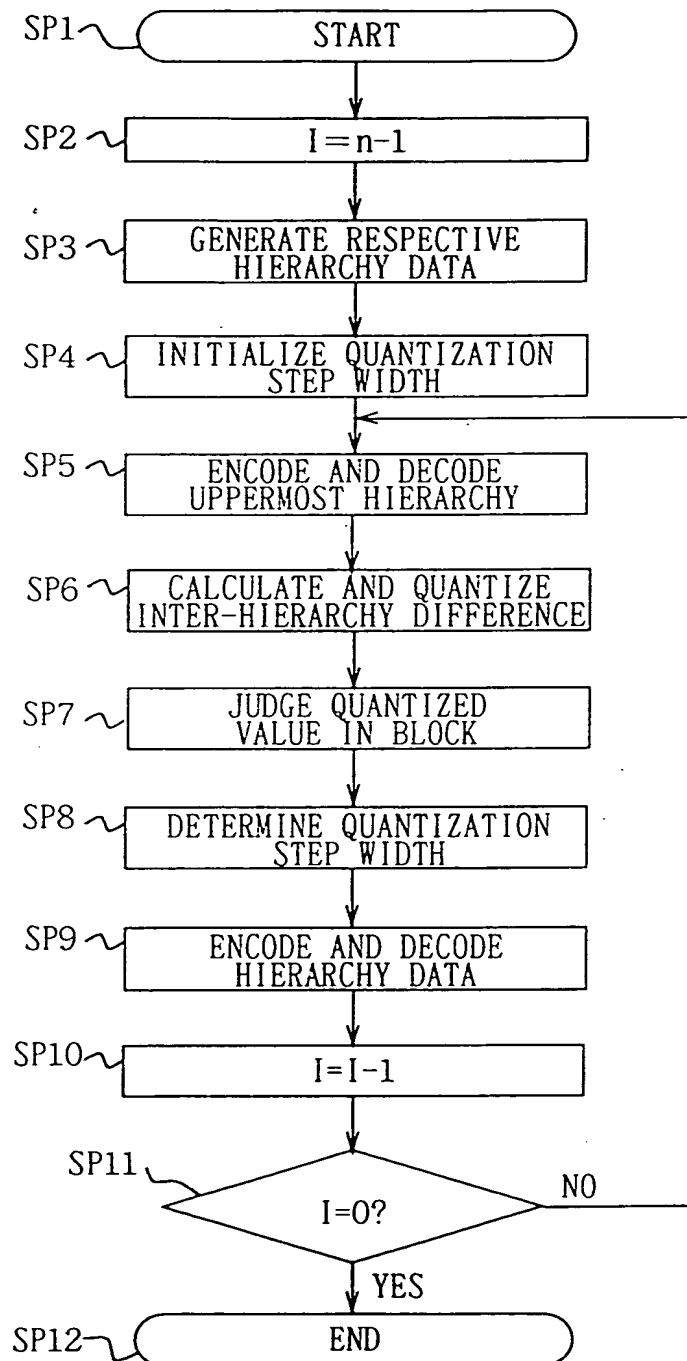 SP1
START
SP2
I=n-1
SP3
GENERATE RESPECTIVE
HIERARCHY DATA
SP4
INITIALIZE QUANTIZATION
STEP WIDTH
SP5
ENCODE AND DECODE
UPPERMOST HIERARCHY
SP6
CALCULATE AND QUANTIZE
INTER-HIERARCHY DIFFERENCE
SP7
JUDGE QUANTIZED
VALUE IN BLOCK
SP8
DETERMINE QUANTIZATION
STEP WIDTH
SP9
ENCODE AND DECODE
HIERARCHY DATA
SP10
I=I-1
SP11
I=0?
NO
YES
SP12
END